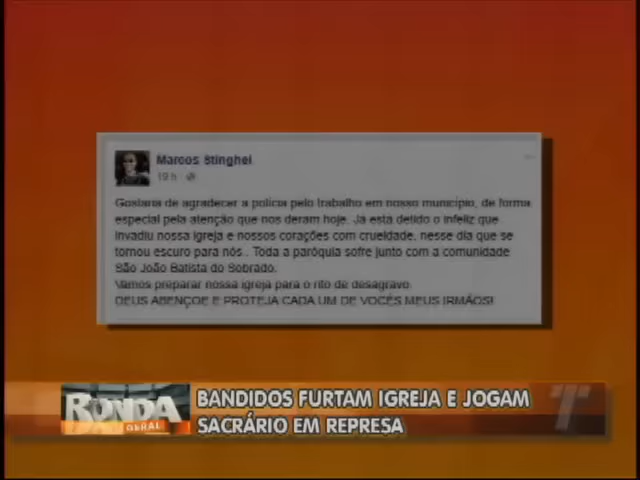 Marcos Stinghel
19 h
Gostaria de agradecer a polícia pelo trabalho em nosso município, de forma
especial pela atenção que nos deram hoje. Já está detido o infeliz que
invadiu nossa igreja e nossos corações com crueldade, nesse dia que se
tornou escuro para nós . Toda a paróquia sofre junto com a comunidade
São João Batista do Sobrado.
Vamos preparar nossa igreja para o rito de desagravo.
DEUS ABENÇOE E PROTEJA CADA UM DE VOCÊS MEUS IRMÃOS!
RONDA
GERAL
BANDIDOS FURTAM IGREJA E JOGAM
SACRÁRIO EM REPRESA
T